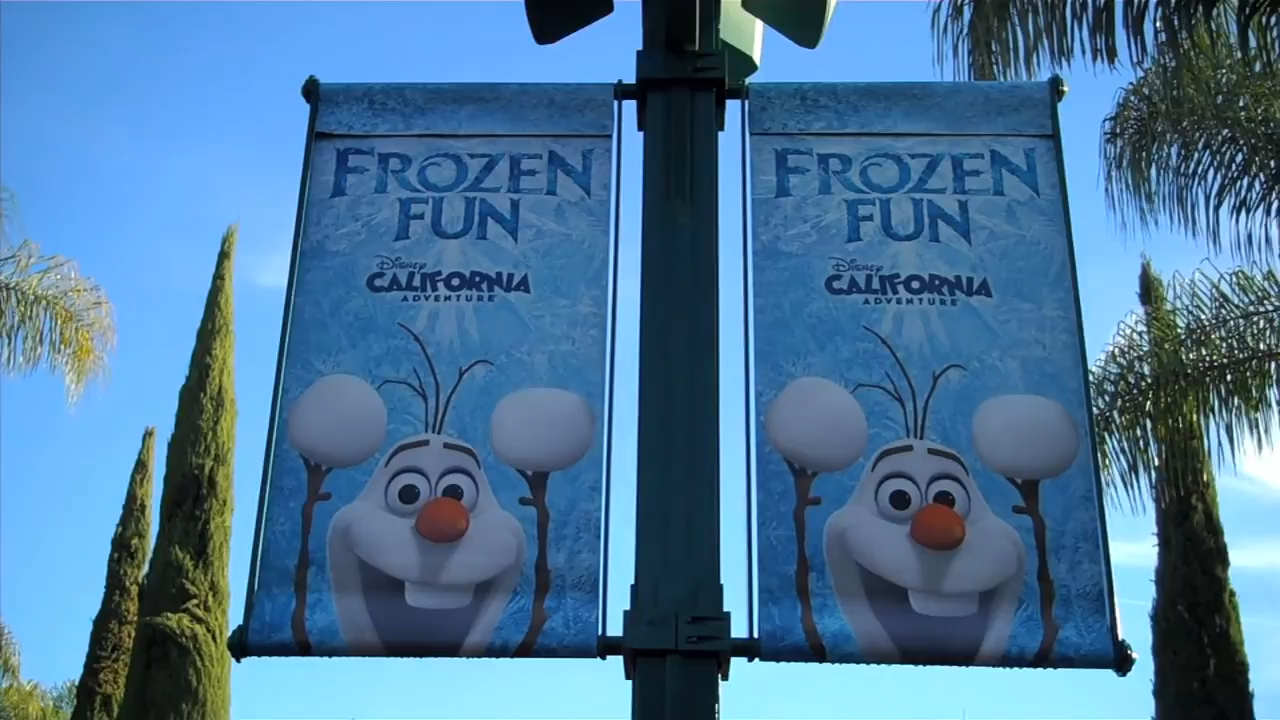 FROZEN
FUN
Disney
CALIFORNIA
ADVENTURE
FROZEN
FUN
Disney
CALIFORNIA
ADVENTURE